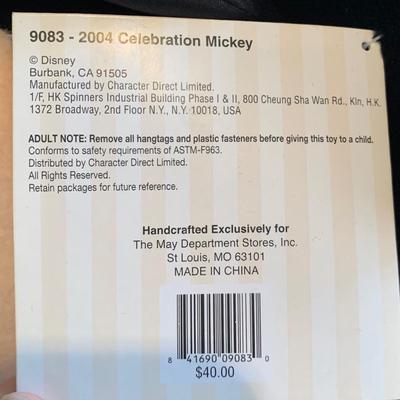 9083 - 2004 Celebration Mickey
© Disney
Burbank, CA 91505
Manufactured by Character Direct Limited.
1/F, HK Spinners Industrial Building Phase I & II, 800 Cheung Sha Wan Rd., Kln, H.K.
1372 Broadway, 2nd Floor N.Y., N.Y. 10018, USA
ADULT NOTE: Remove all hangtags and plastic fasteners before giving this toy to a child.
Conforms to safety requirements of ASTM-F963.
Distributed by Character Direct Limited.
All Rights Reserved.
Retain packages for future reference.
Handcrafted Exclusively for
The May Department Stores, Inc.
St Louis, MO 63101
MADE IN CHINA
8 41690 09083 0
$40.00